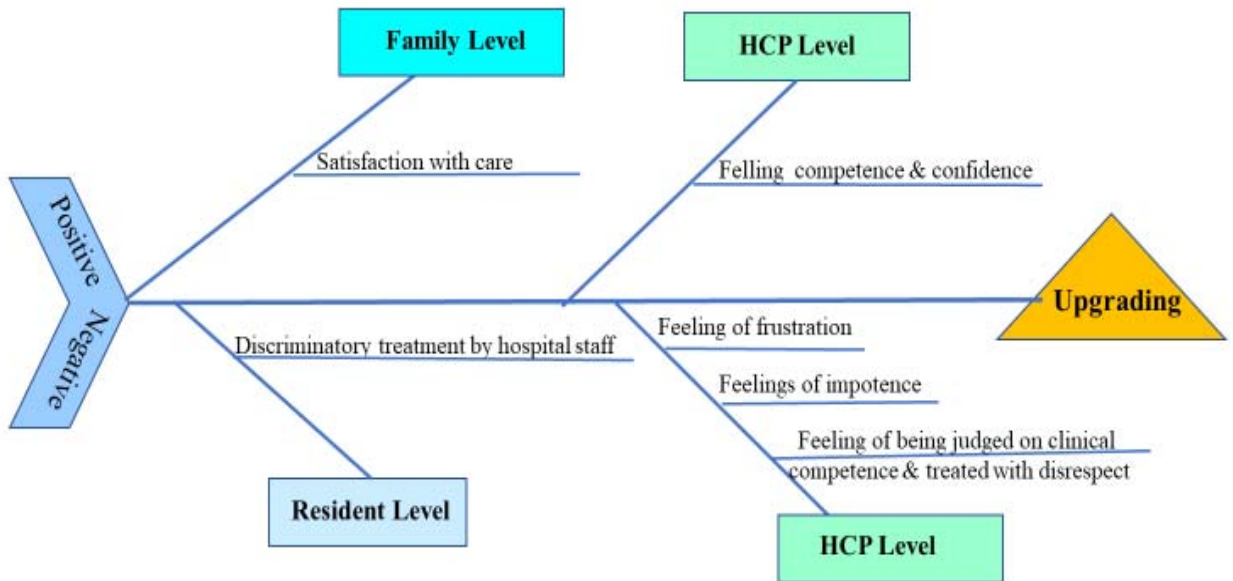 Family Level
HCP Level
Satisfaction with care
Felling competence & confidence
Positive
Negative
Upgrading
Feeling of frustration
Discriminatory treatment by hospital staff
Feelings of impotence
Feeling of being judged on clinical
competence & treated with disrespect
Resident Level
HCP Level